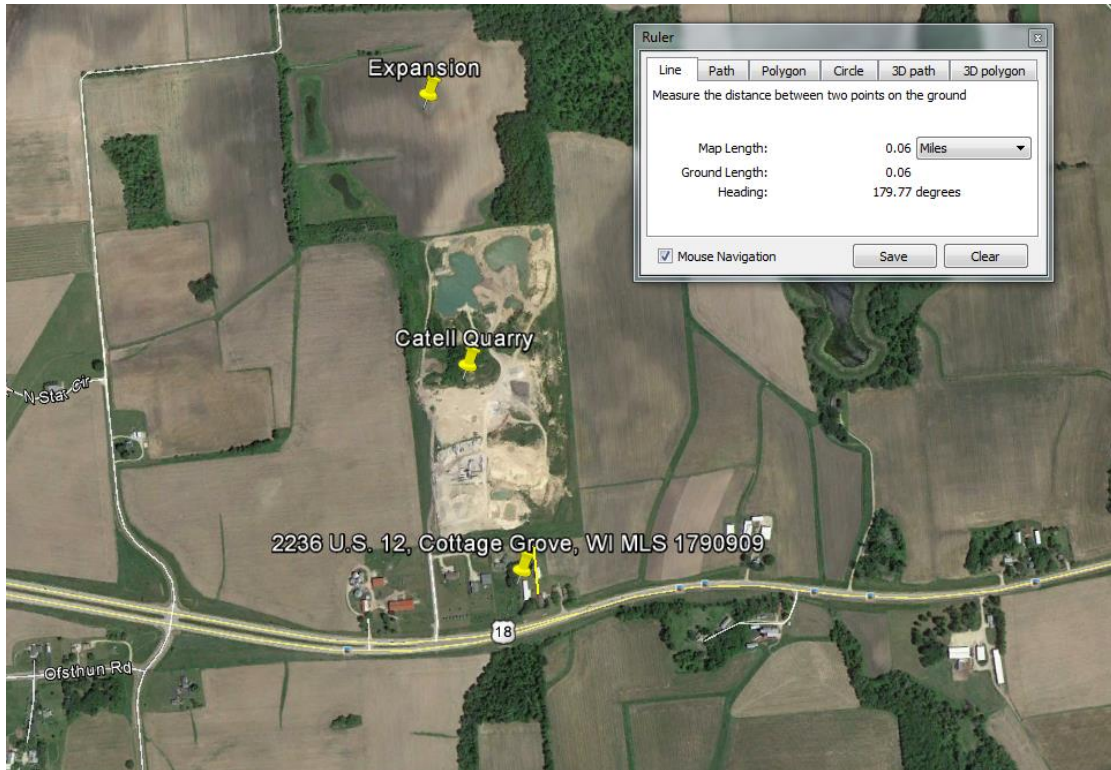 Expansion
Catell Quarry
N Star Cir
2236 U.S. 12, Cottage Grove, WI MLS 1790909
18
Ofsthun Rd
Ruler
Line Path Polygon Circle 3D path 3D polygon
Measure the distance between two points on the ground
Map Length: 0.06 Miles
Ground Length: 0.06
Heading: 179.77 degrees
Mouse Navigation Save Clear